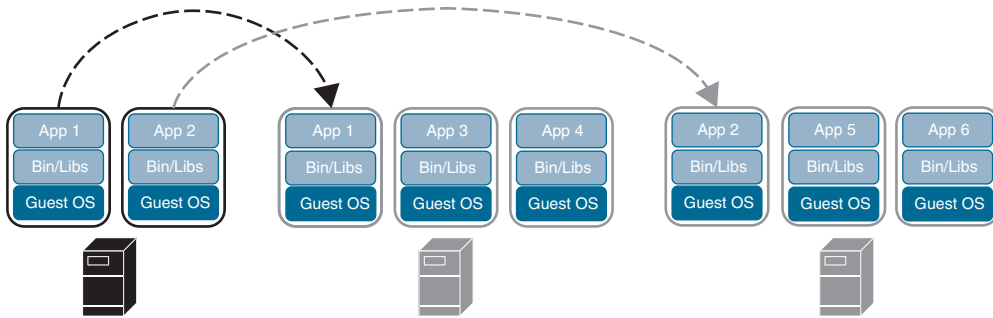 App 1 App 2 App 1 App 3 App 4 App 2 App 5 App 6
Bin/Libs Bin/Libs Bin/Libs Bin/Libs Bin/Libs Bin/Libs Bin/Libs Bin/Libs
Guest OS Guest OS Guest OS Guest OS Guest OS Guest OS Guest OS Guest OS